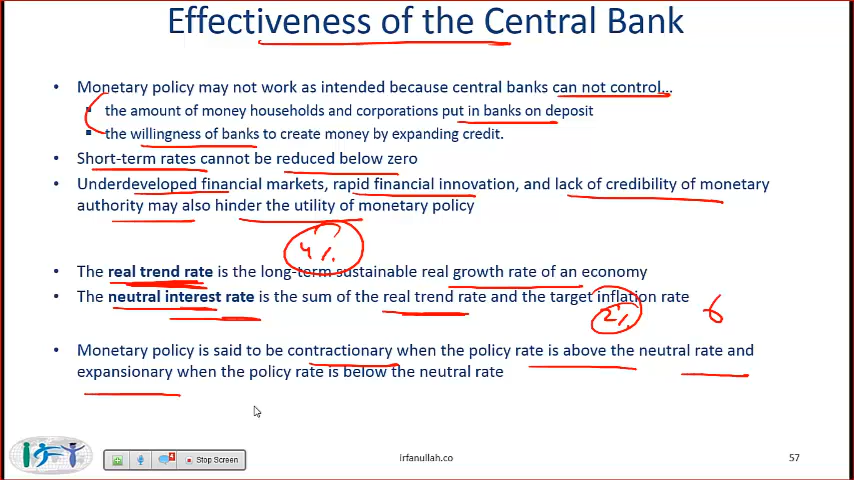 Effectiveness of the Central Bank
• Monetary policy may not work as intended because central banks can not control…
▪ the amount of money households and corporations put in banks on deposit
▪ the willingness of banks to create money by expanding credit.
• Short-term rates cannot be reduced below zero
• Underdeveloped financial markets, rapid financial innovation, and lack of credibility of monetary
authority may also hinder the utility of monetary policy
4%
• The real trend rate is the long-term sustainable real growth rate of an economy
• The neutral interest rate is the sum of the real trend rate and the target inflation rate
2% 6
• Monetary policy is said to be contractionary when the policy rate is above the neutral rate and
expansionary when the policy rate is below the neutral rate
4 Stop Screen
irfanullah.co
57